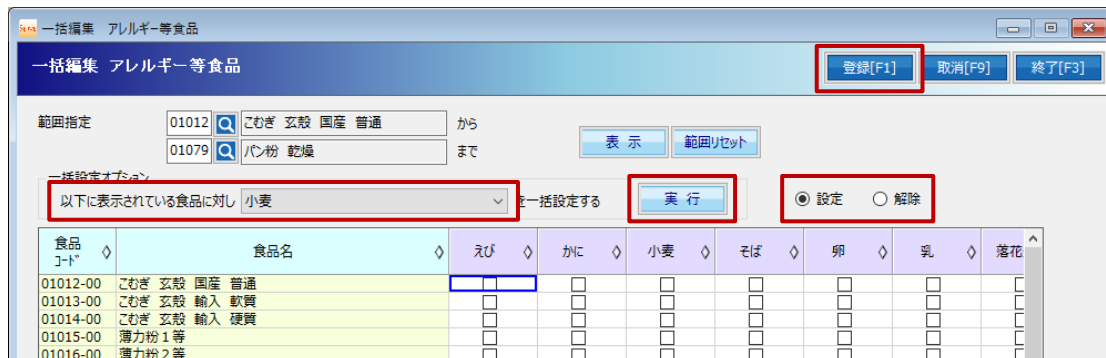 一括編集 アレルギー等食品
一括編集 アレルギー等食品
登録[F1] 取消[F9] 終了[F3]
範囲指定 01012 こむぎ 玄穀 国産 普通 から
01079 パン粉 乾燥 まで
表 示 範囲リセット
一括設定オプション
以下に表示されている食品に対し 小麦 を一括設定する 実 行 設定 解除
食品コード 食品名 えび かに 小麦 そば 卵 乳 落花
01012-00 こむぎ 玄穀 国産 普通
01013-00 こむぎ 玄穀 輸入 軟質
01014-00 こむぎ 玄穀 輸入 硬質
01015-00 薄力粉1等
01016-00 薄力粉2等